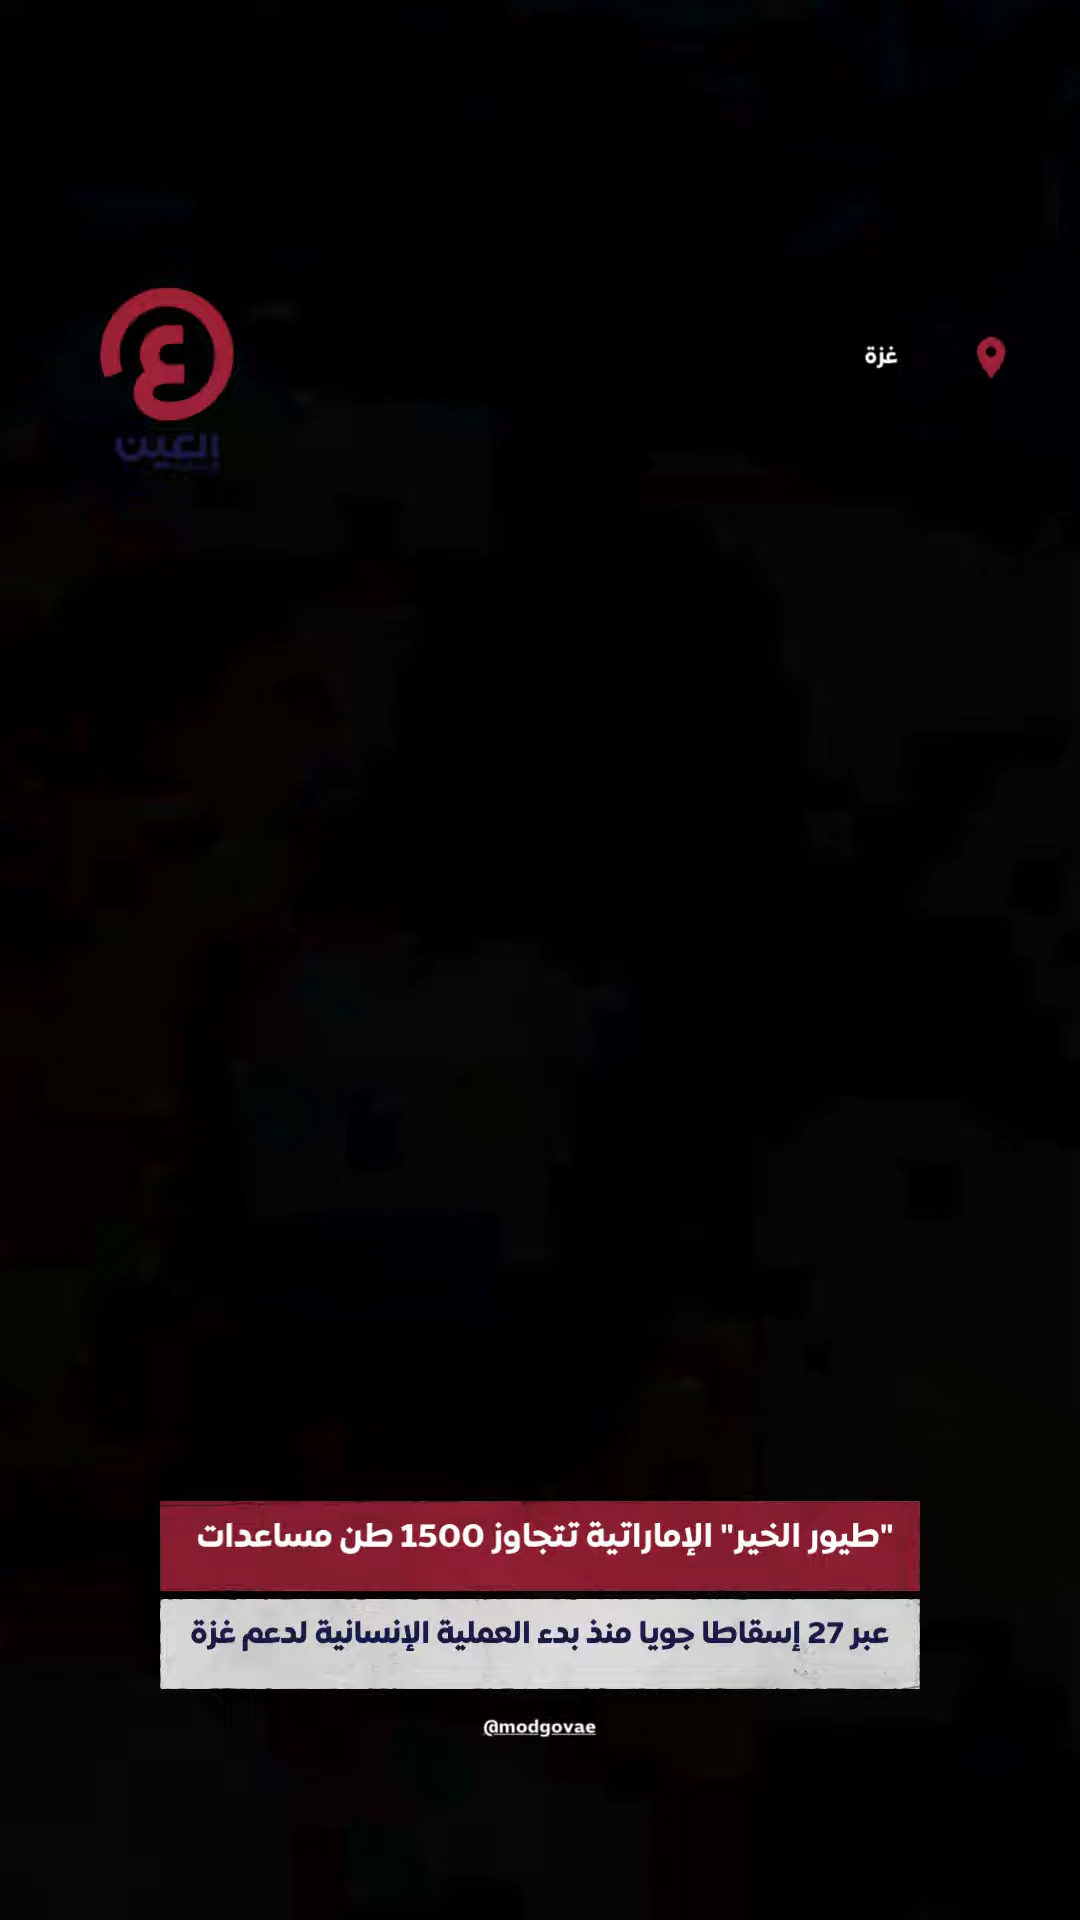 العين
غزة
"طيور الخير" الإماراتية تتجاوز 1500 طن مساعدات
عبر 27 إسقاطا جويا منذ بدء العملية الإنسانية لدعم غزة
@modgovae